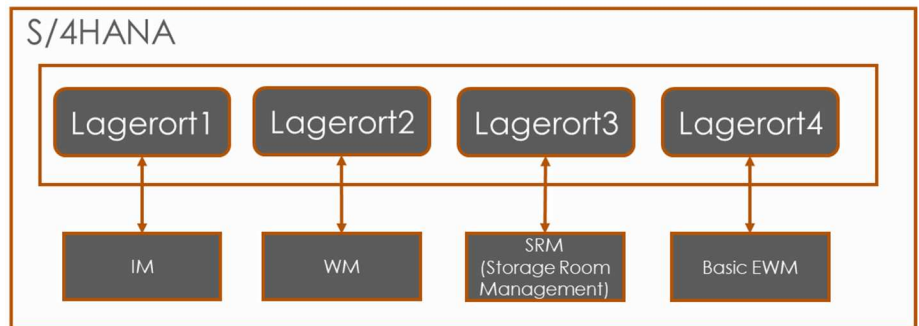 S/4HANA
Lagerort1
Lagerort2
Lagerort3
Lagerort4
IM
WM
SRM
(Storage Room
Management)
Basic EWM